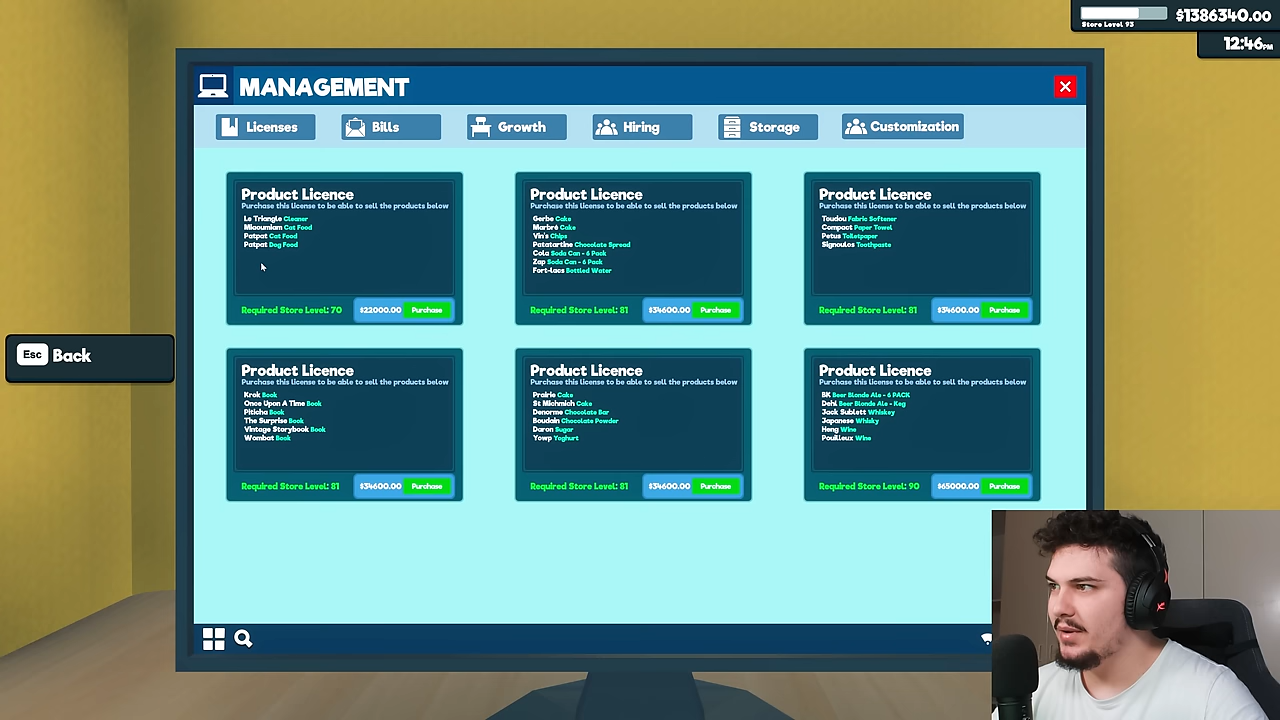 $1386340.00
Store Level 93
12:46PM
MANAGEMENT
Licenses
Bills
Growth
Hiring
Storage
Customization
Product Licence
Purchase this license to be able to sell the products below
Le Triangle Cleaner
Miaoumiam Cat Food
Patpat Cat Food
Patpat Dog Food
Required Store Level: 70
$22000.00
Purchase
Product Licence
Purchase this license to be able to sell the products below
Gerbe Cake
Marbré Cake
Vin's Chips
Patatartine Chocolate Spread
Cola Soda Can - 6 Pack
Zap Soda Can - 6 Pack
Fort-lacs Bottled Water
Required Store Level: 81
$34600.00
Purchase
Product Licence
Purchase this license to be able to sell the products below
Toudou Fabric Softener
Compact Paper Towel
Petus Toiletpaper
Signoules Toothpaste
Required Store Level: 81
$34600.00
Purchase
Esc
Back
Product Licence
Purchase this license to be able to sell the products below
Krok Book
Once Upon A Time Book
Piticha Book
The Surprise Book
Vintage Storybook Book
Wombat Book
Required Store Level: 81
$34600.00
Purchase
Product Licence
Purchase this license to be able to sell the products below
Prairie Cake
St Michmich Cake
Denorme Chocolate Bar
Boudain Chocolate Powder
Daron Sugar
Yowp Yoghurt
Required Store Level: 81
$34600.00
Purchase
Product Licence
Purchase this license to be able to sell the products below
BK Beer Blonde Ale - 6 PACK
Dehl Beer Blonde Ale - Keg
Jack Sublett Whiskey
Japanese Whisky
Heng Wine
Pouilleux Wine
Required Store Level: 90
$65000.00
Purchase